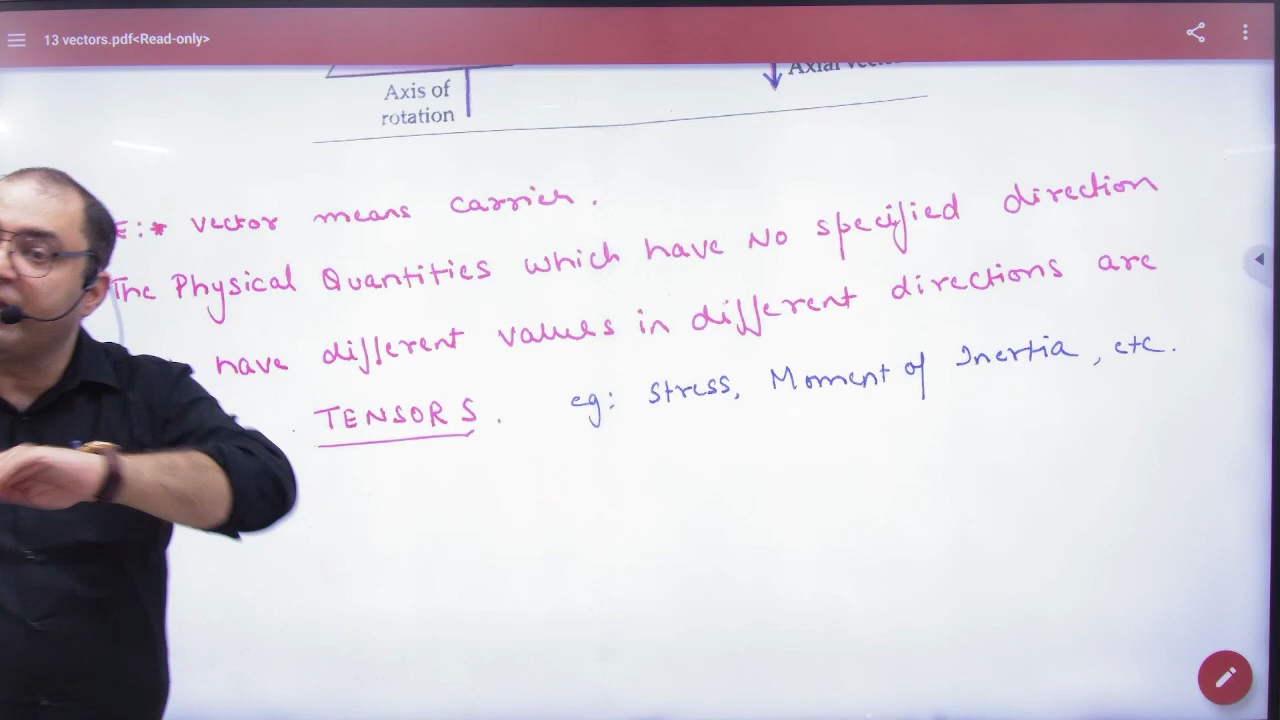 13 vectors.pdf<Read-only>
Axial
Axis of
rotation
E:* Vector means carrier.
The Physical Quantities which have No specified direction
have different values in different directions are
TENSORS. eg: Stress, Moment of Inertia, etc.